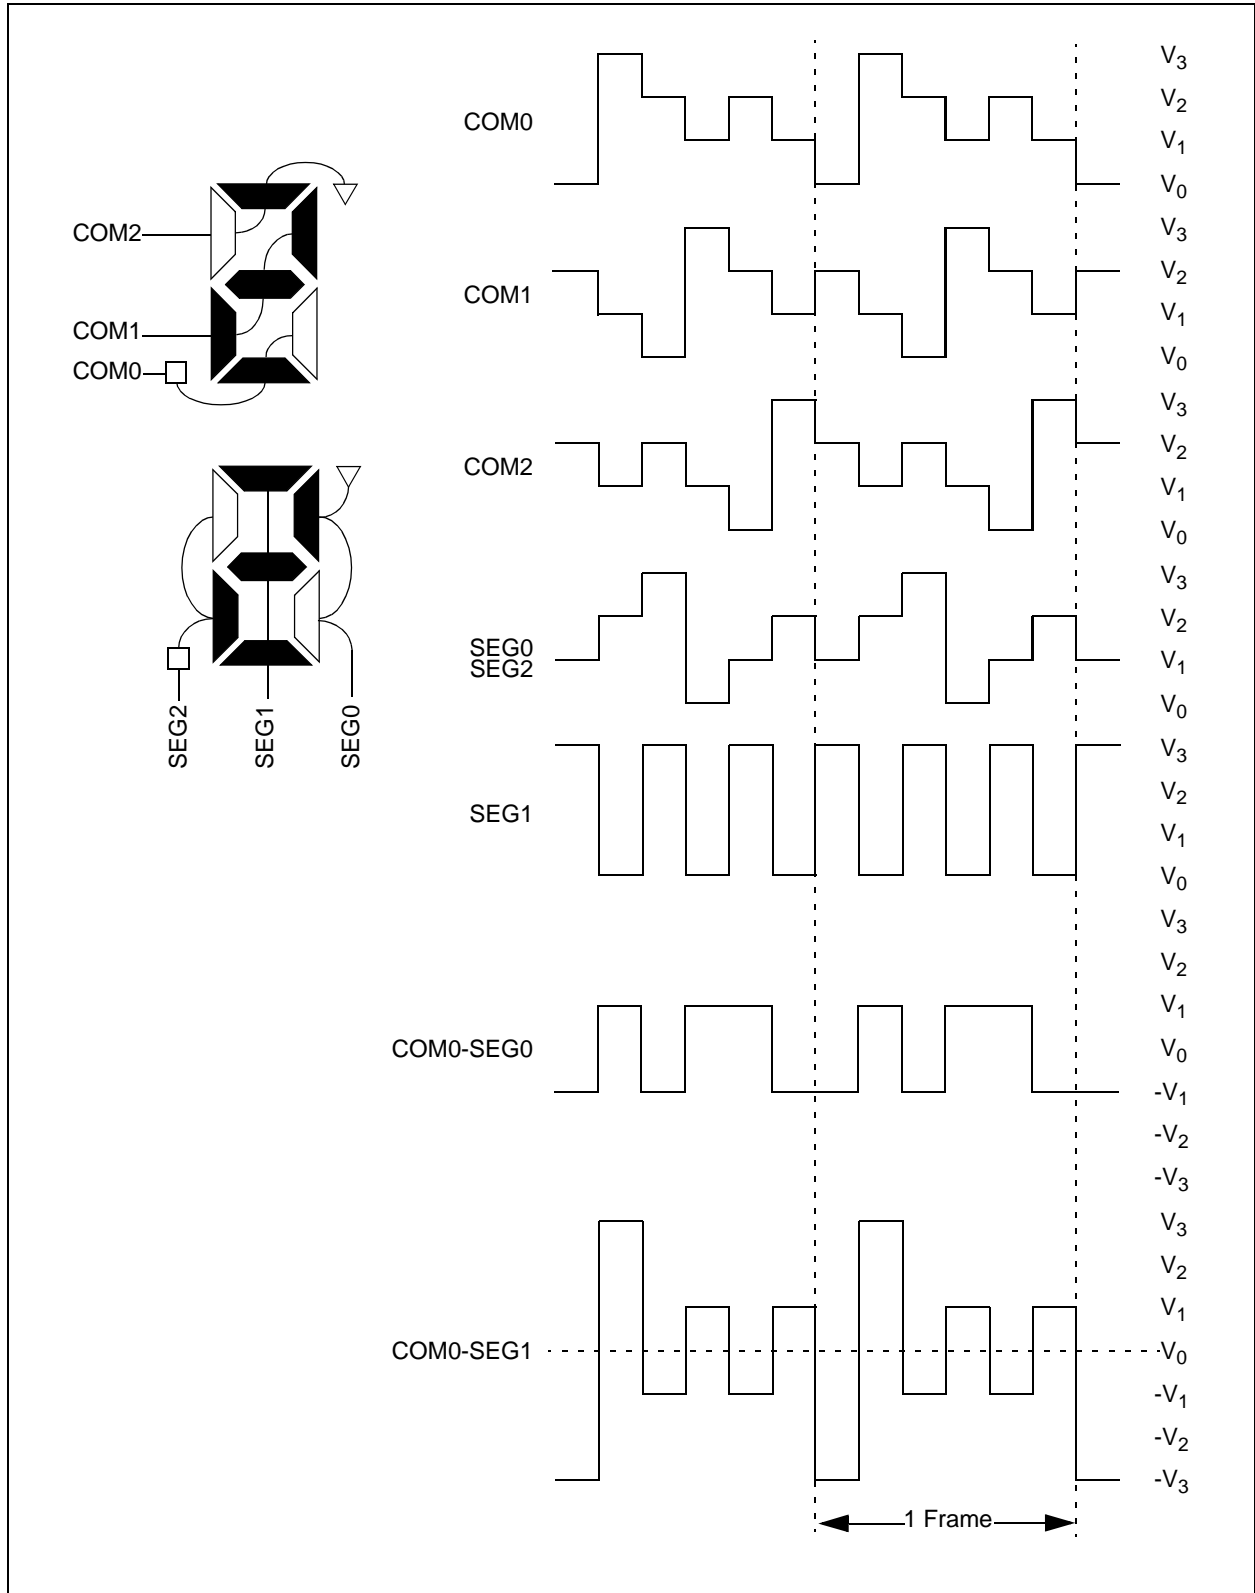 COM2
COM1
COM0
SEG2
SEG1
SEG0
COM0
V3
V2
V1
V0
COM1
V3
V2
V1
V0
COM2
V3
V2
V1
V0
SEG0
SEG2
V3
V2
V1
V0
SEG1
V3
V2
V1
V0
COM0-SEG0
V3
V2
V1
V0
-V1
-V2
-V3
COM0-SEG1
V3
V2
V1
V0
-V1
-V2
-V3
1 Frame